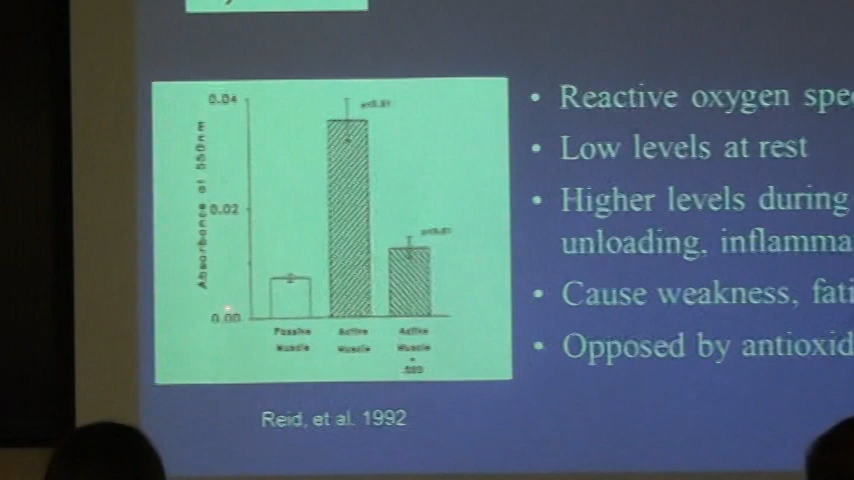 0.04
p<0.01
Absorbance at 550nm
0.02
0.00
Passive Muscle
Active Muscle
Active Muscle
+
Reid, et al. 1992
• Reactive oxygen spe
• Low levels at rest
• Higher levels during
unloading, inflamma
• Cause weakness, fati
• Opposed by antioxid